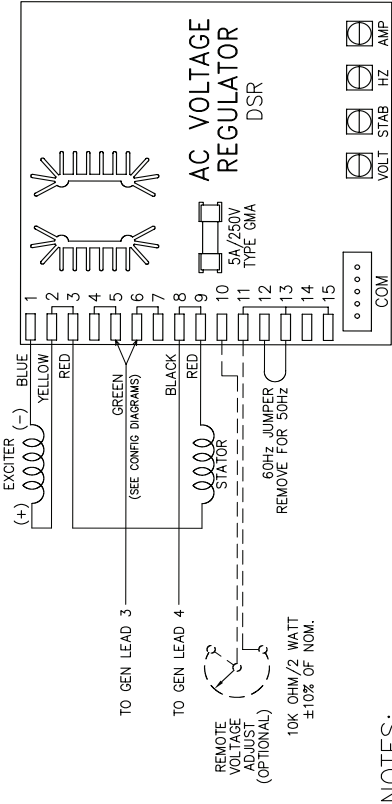 AC VOLTAGE
REGULATOR
DSR
5A/250V
TYPE GMA
VOLT
STAB
HZ
AMP
COM
1
2
3
4
5
6
7
8
9
10
11
12
13
14
15
EXCITER
(+)
(-)
BLUE
YELLOW
RED
GREEN
(SEE CONFIG DIAGRAMS)
BLACK
RED
STATOR
60Hz JUMPER
REMOVE FOR 50Hz
TO GEN LEAD 3
TO GEN LEAD 4
REMOTE
VOLTAGE
ADJUST
(OPTIONAL)
10K OHM/2 WATT
±10% OF NOM.
NOTES: